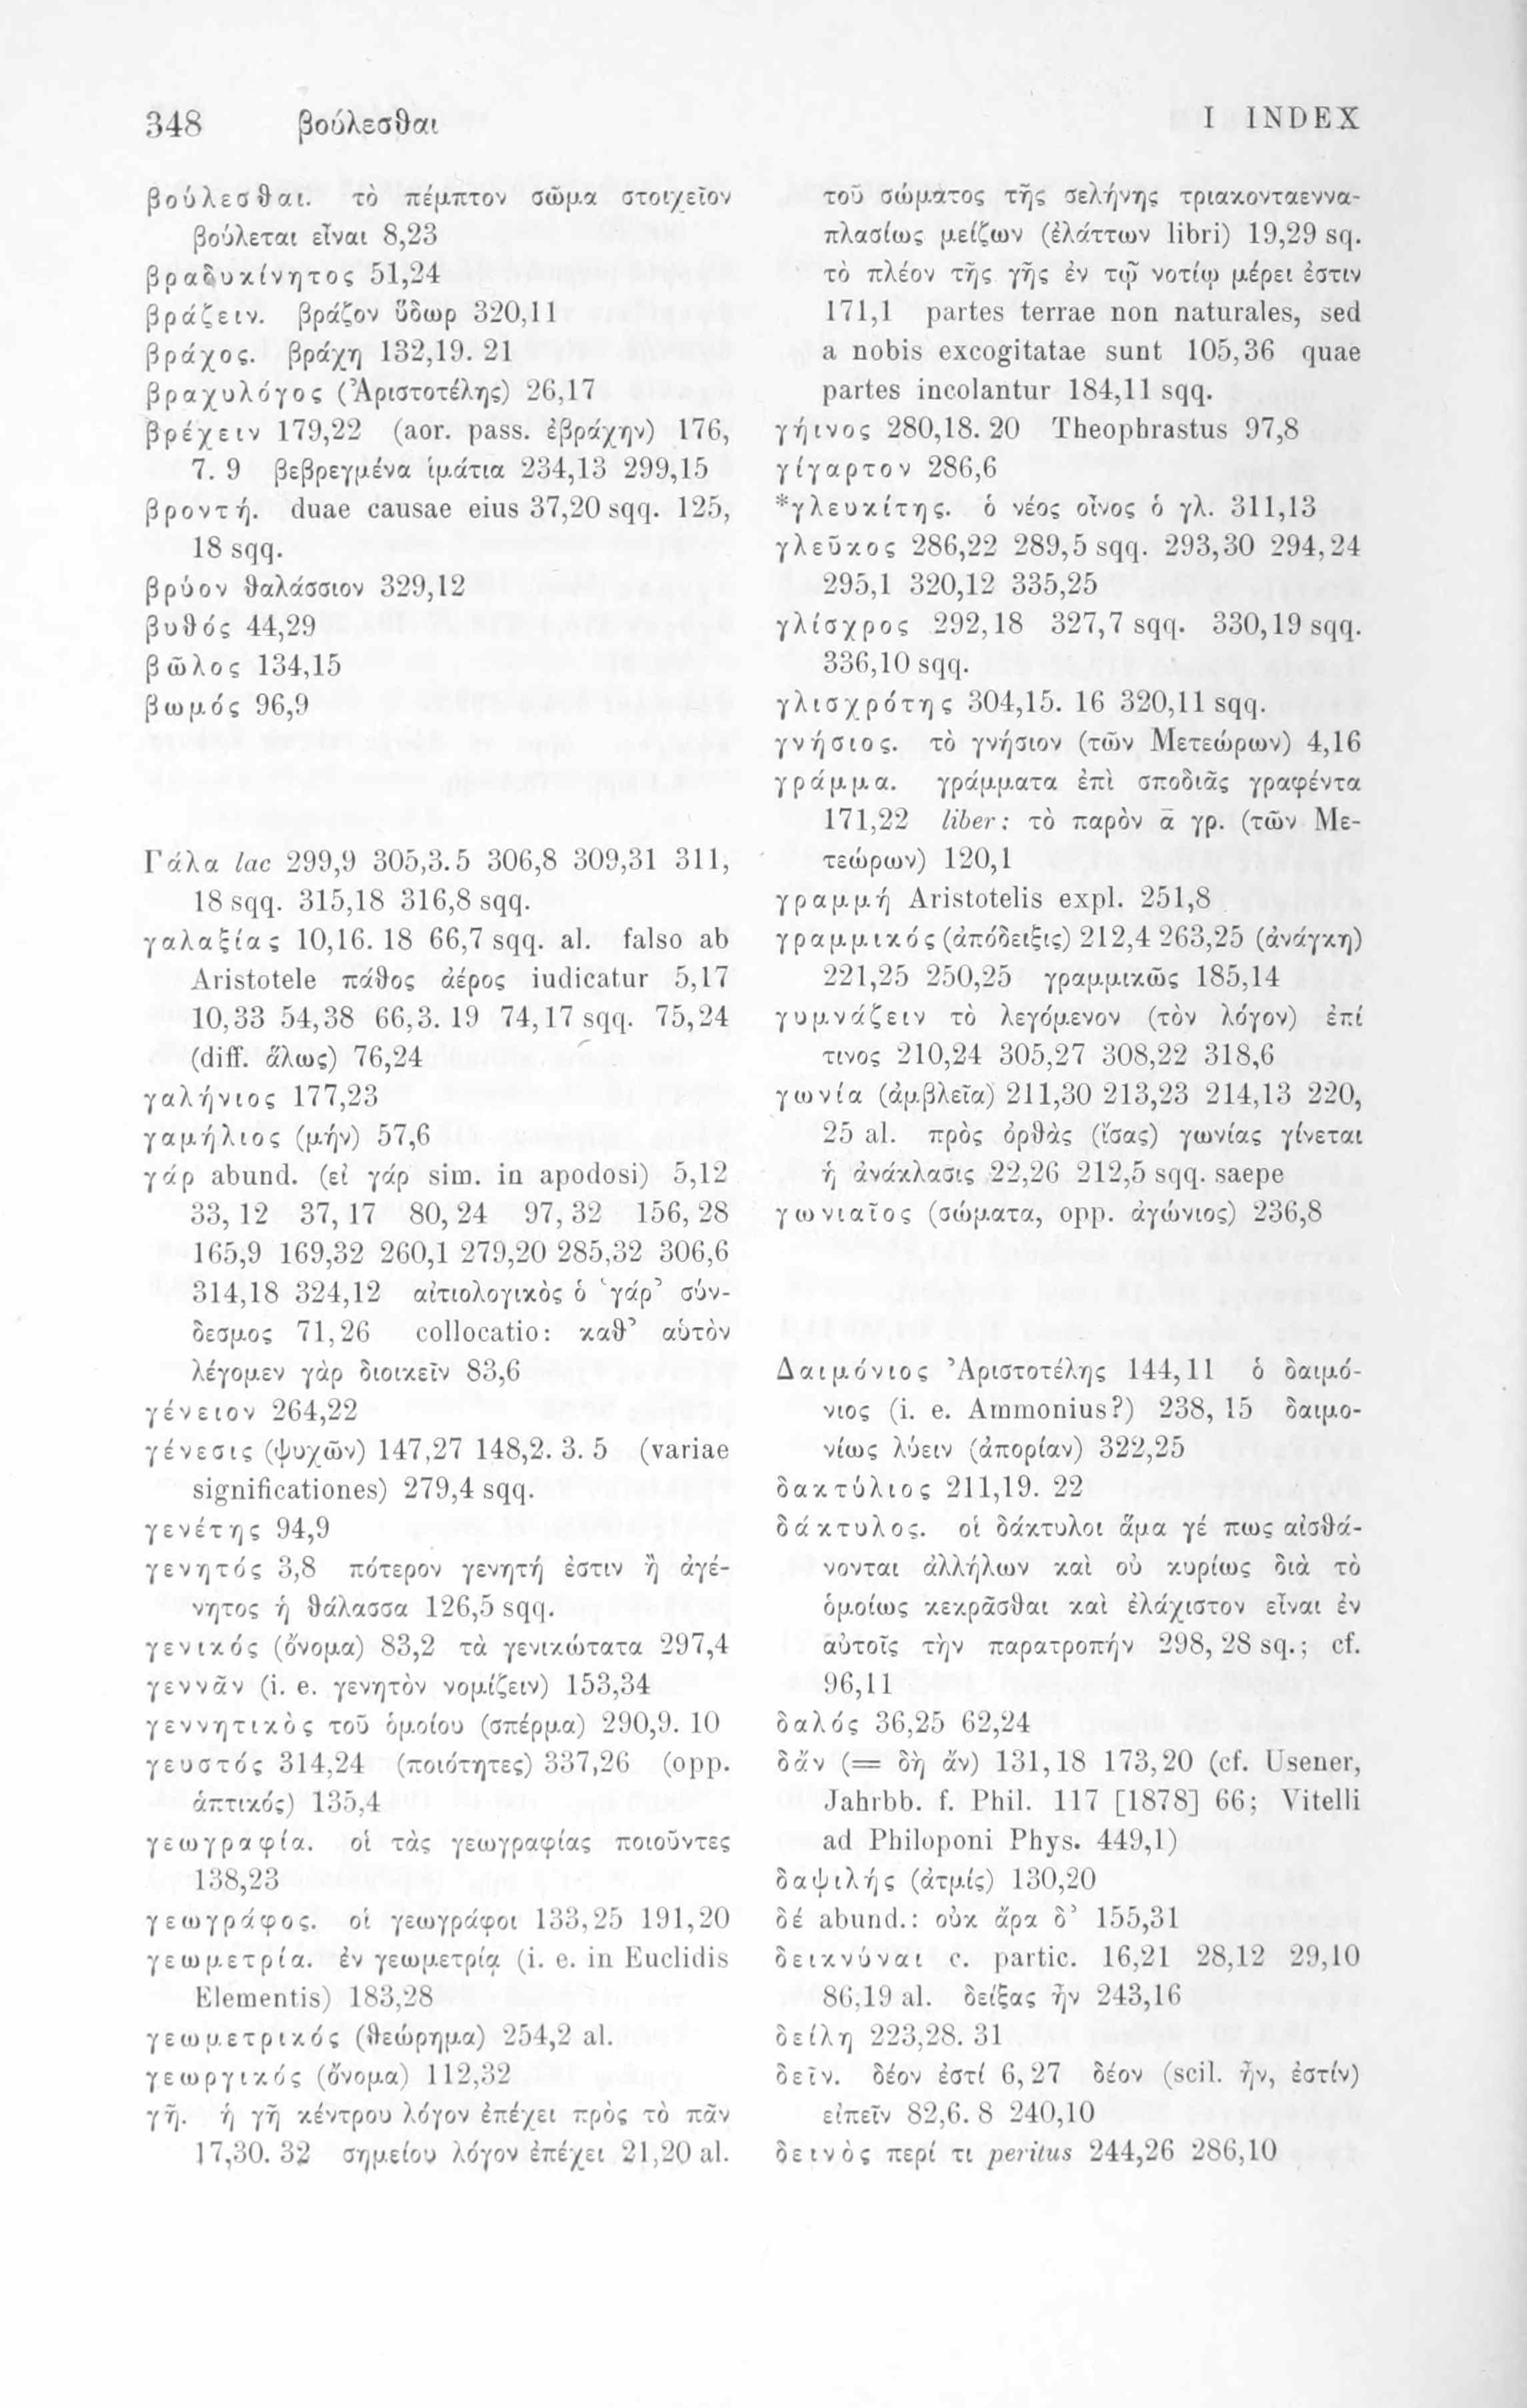 348 βούλεσθαι I INDEX
βούλεσθαι. τὸ πέμπτον σῶμα στοιχεῖον
βούλεται εἶναι 8,23
βραδυκίνητος 51,24
βράζειν. βράζον ὕδωρ 320,11
βράχος. βράχη 132,19. 21
βραχυλόγος (Ἀριστοτέλης) 26,17
βρέχειν 179,22 (aor. pass. ἐβράχην) 176,
7. 9 βεβρεγμένα ἱμάτια 234,13 299,15
βροντή. duae causae eius 37,20 sqq. 125,
18 sqq.
βρύον θαλάσσιον 329,12
βυθός 44,29
βῶλος 134,15
βωμός 96,9
Γάλα lac 299,9 305,3. 5 306,8 309,31 311,
18 sqq. 315,18 316,8 sqq.
γαλαξίας 10,16. 18 66,7 sqq. al. falso ab
Aristotele πάθος ἀέρος iudicatur 5,17
10,33 54,38 66,3. 19 74,17 sqq. 75,24
(diff. ἅλως) 76,24
γαλήνιος 177,23
γαμήλιος (μήν) 57,6
γάρ abund. (εἰ γάρ sim. in apodosi) 5,12
33, 12 37, 17 80, 24 97, 32 156, 28
165,9 169,32 260,1 279,20 285,32 306,6
314,18 324,12 αἰτιολογικὸς ὁ ‘γάρ’ σύν-
δεσμος 71,26 collocatio: καθ’ αὑτὸν
λέγομεν γὰρ διοικεῖν 83,6
γένειον 264,22
γένεσις (ψυχῶν) 147,27 148,2. 3. 5 (variae
significationes) 279,4 sqq.
γενέτης 94,9
γενητός 3,8 πότερον γενητή ἐστιν ἢ ἀγέ-
νητος ἡ θάλασσα 126,5 sqq.
γενικός (ὄνομα) 83,2 τὰ γενικώτατα 297,4
γεννᾶν (i. e. γενητὸν νομίζειν) 153,34
γεννητικὸς τοῦ ὁμοίου (σπέρμα) 290,9. 10
γευστός 314,24 (ποιότητες) 337,26 (opp.
ἁπτικός) 135,4
γεωγραφία. οἱ τὰς γεωγραφίας ποιοῦντες
138,23
γεωγράφος. οἱ γεωγράφοι 133,25 191,20
γεωμετρία. ἐν γεωμετρίᾳ (i. e. in Euclidis
Elementis) 183,28
γεωμετρικός (θεώρημα) 254,2 al.
γεωργικός (ὄνομα) 112,32
γῆ. ἡ γῆ κέντρου λόγον ἐπέχει πρὸς τὸ πᾶν
17,30. 32 σημείου λόγον ἐπέχει 21,20 al.
τοῦ σώματος τῆς σελήνης τριακονταεννα-
πλασίως μείζων (ἐλάττων libri) 19,29 sq.
τὸ πλέον τῆς γῆς ἐν τῷ νοτίῳ μέρει ἐστιν
171,1 partes terrae non naturales, sed
a nobis excogitatae sunt 105,36 quae
partes incolantur 184,11 sqq.
γήινος 280,18. 20 Theophrastus 97,8
γίγαρτον 286,6
*γλευκίτης. ὁ νέος οἶνος ὁ γλ. 311,13
γλεῦκος 286,22 289,5 sqq. 293,30 294,24
295,1 320,12 335,25
γλίσχρος 292,18 327,7 sqq. 330,19 sqq.
336,10 sqq.
γλισχρότης 304,15. 16 320,11 sqq.
γνήσιος. τὸ γνήσιον (τῶν Μετεώρων) 4,16
γράμμα. γράμματα ἐπὶ σποδιᾶς γραφέντα
171,22 liber: τὸ παρὸν ᾱ γρ. (τῶν Με-
τεώρων) 120,1
γραμμή Aristotelis expl. 251,8
γραμμικός (ἀπόδειξις) 212,4 263,25 (ἀνάγκη)
221,25 250,25 γραμμικῶς 185,14
γυμνάζειν τὸ λεγόμενον (τὸν λόγον) ἐπί
τινος 210,24 305,27 308,22 318,6
γωνία (ἀμβλεῖα) 211,30 213,23 214,13 220,
25 al. πρὸς ὀρθὰς (ἴσας) γωνίας γίνεται
ἡ ἀνάκλασις 22,26 212,5 sqq. saepe
γωνιαῖος (σώματα, opp. ἀγώνιος) 236,8
Δαιμόνιος Ἀριστοτέλης 144,11 ὁ δαιμό-
νιος (i. e. Ammonius?) 238, 15 δαιμο-
νίως λύειν (ἀπορίαν) 322,25
δακτύλιος 211,19. 22
δάκτυλος. οἱ δάκτυλοι ἅμα γέ πως αἰσθά-
νονται ἀλλήλων καὶ οὐ κυρίως διὰ τὸ
ὁμοίως κεκρᾶσθαι καὶ ἐλάχιστον εἶναι ἐν
αὐτοῖς τὴν παρατροπήν 298, 28 sq.; cf.
96,11
δαλός 36,25 62,24
δἄν (= δὴ ἄν) 131,18 173,20 (cf. Usener,
Jahrbb. f. Phil. 117 [1878] 66; Vitelli
ad Philoponi Phys. 449,1)
δαψιλής (ἀτμίς) 130,20
δέ abund.: οὐκ ἄρα δ’ 155,31
δεικνύναι c. partic. 16,21 28,12 29,10
86,19 al. δείξας ἦν 243,16
δείλη 223,28. 31
δεῖν. δέον ἐστί 6, 27 δέον (scil. ἦν, ἐστίν)
εἰπεῖν 82,6. 8 240,10
δεινὸς περί τι peritus 244,26 286,10